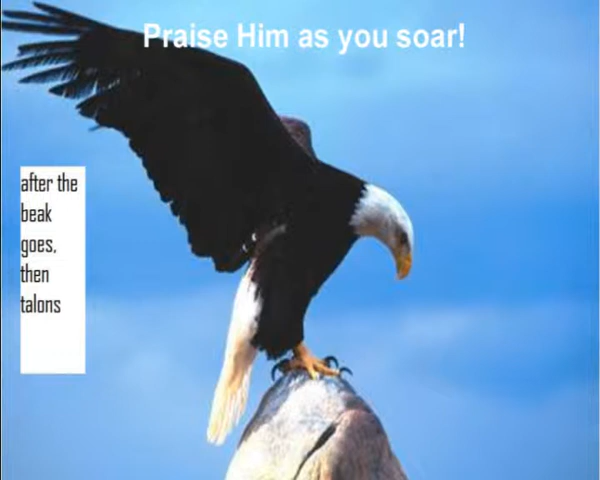 Praise Him as you soar!
after the
beak
goes,
then
talons